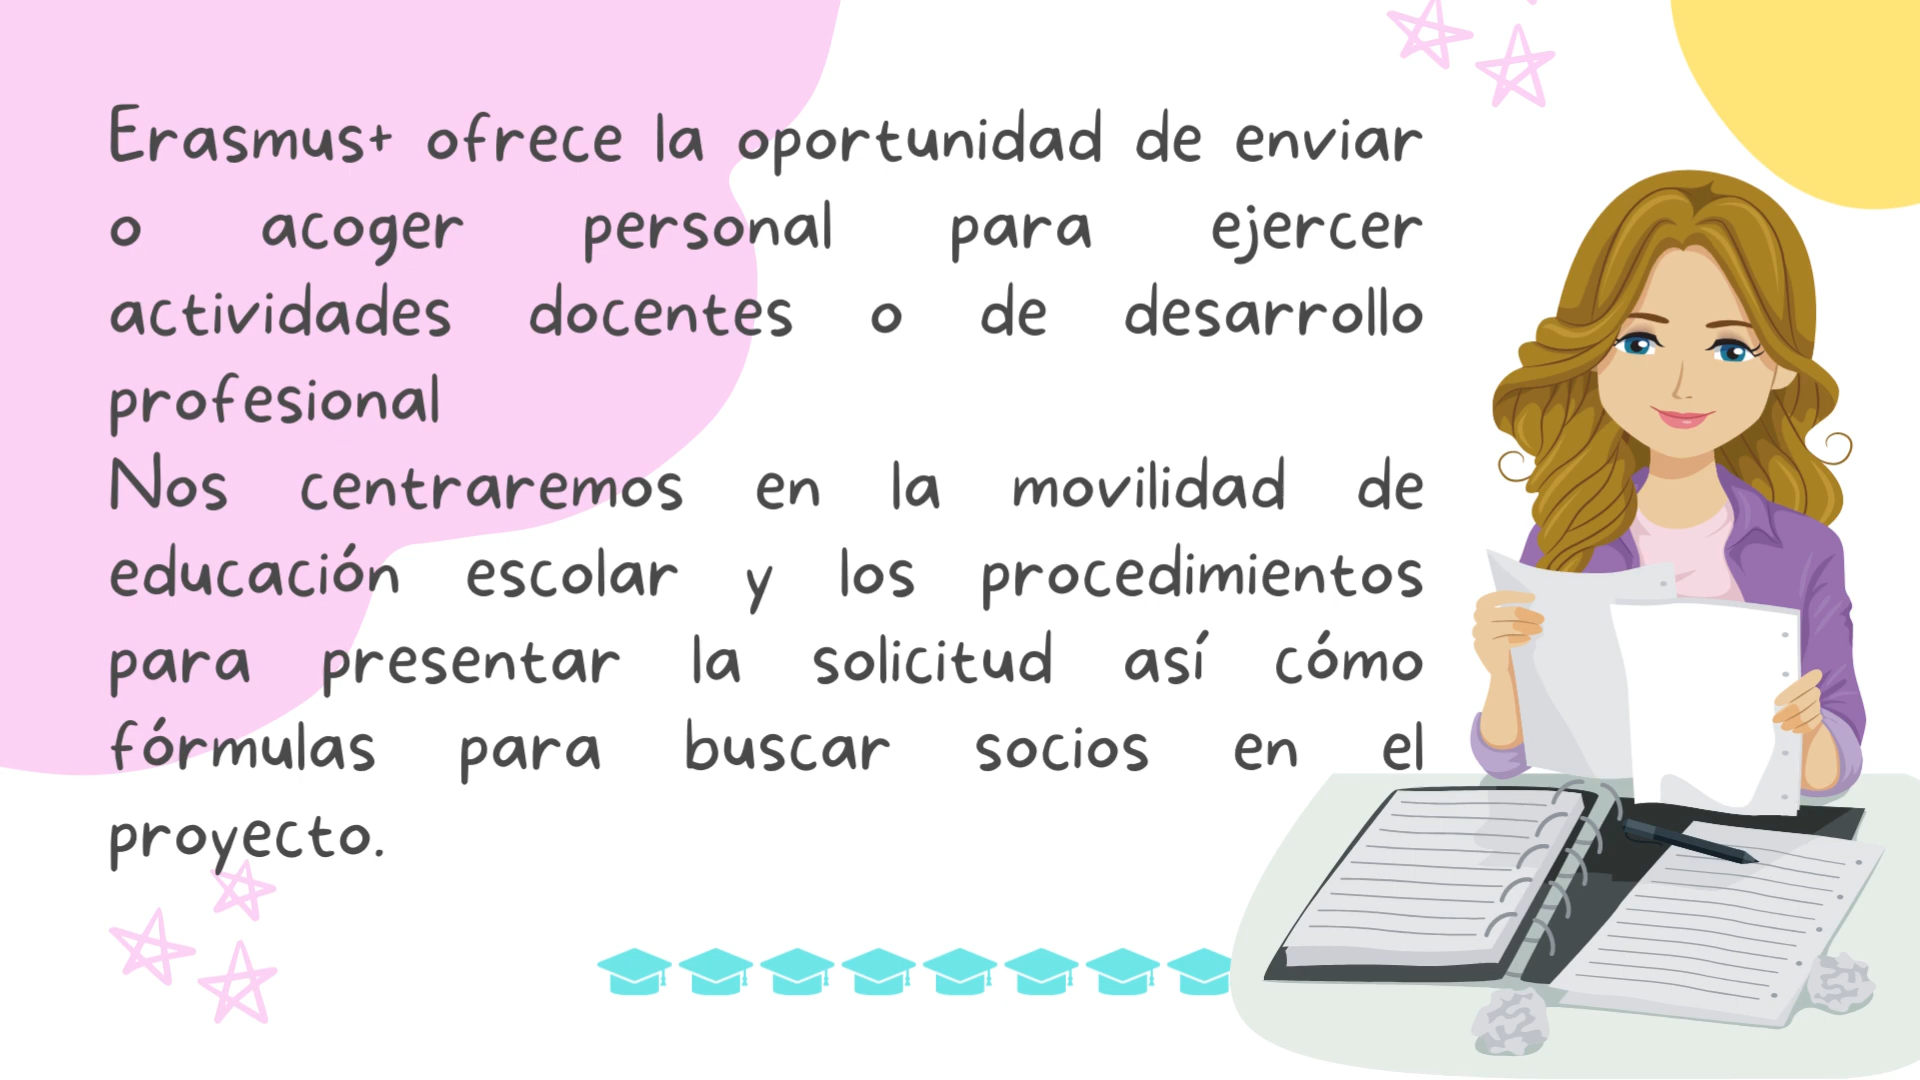 Erasmus+ ofrece la oportunidad de enviar
o acoger personal para ejercer
actividades docentes o de desarrollo
profesional
Nos centraremos en la movilidad de
educación escolar y los procedimientos
para presentar la solicitud así cómo
fórmulas para buscar socios en el
proyecto.